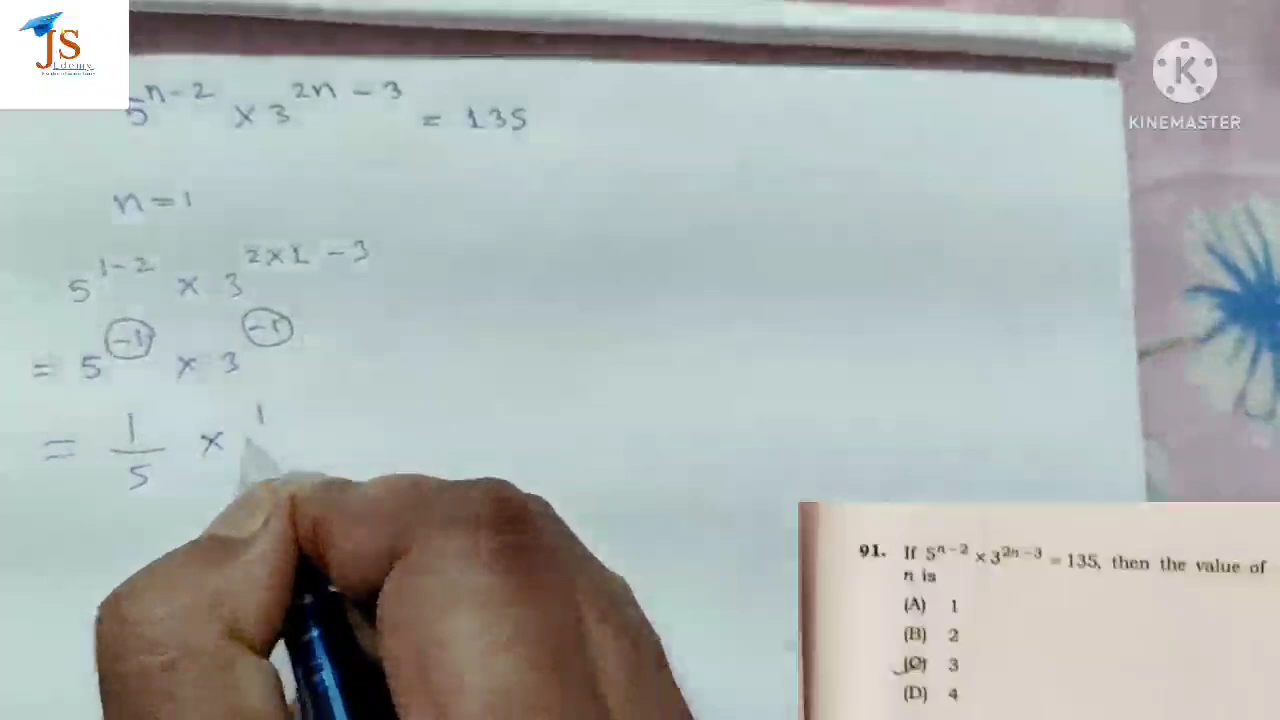 JS
Edemy
KINEMASTER
5^{n-2} × 3^{2n-3} = 135
n = 1
5^{1-2} × 3^{2×1-3}
= 5^{-1} × 3^{-1}
= 1/5 × 1
91. If 5^{n-2} × 3^{2n-3} = 135, then the value of
n is
(A) 1
(B) 2
(C) 3
(D) 4